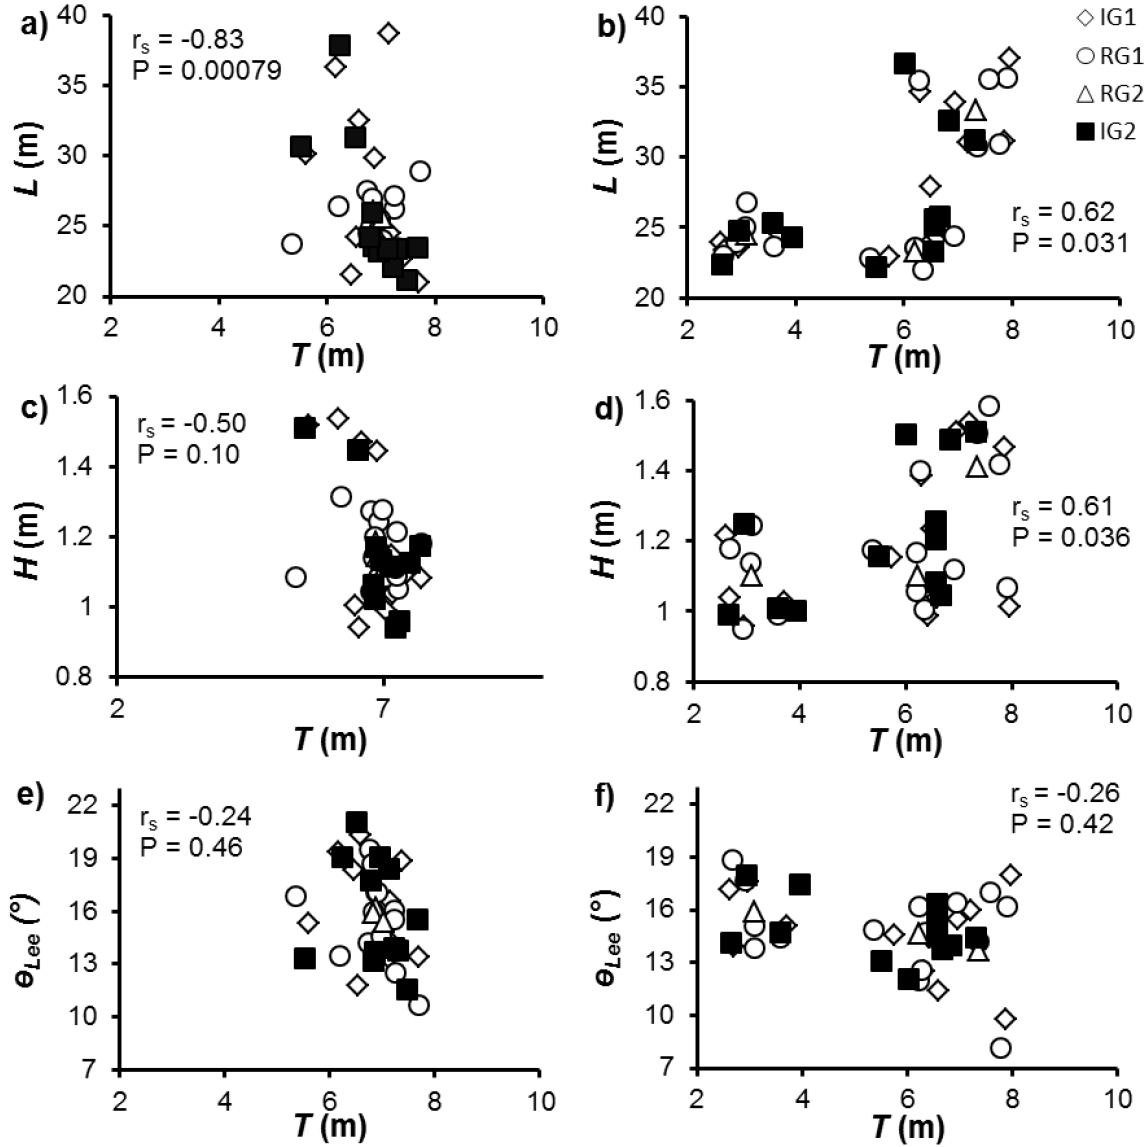 a)
r_s = -0.83
P = 0.00079
40
35
30
25
20
L (m)
2 4 6 8 10
T (m)
b)
40
35
30
25
20
L (m)
r_s = 0.62
P = 0.031
2 4 6 8 10
T (m)
IG1
RG1
RG2
IG2
c)
r_s = -0.50
P = 0.10
1.6
1.4
1.2
1
0.8
H (m)
2 7
T (m)
d)
1.6
1.4
1.2
1
0.8
H (m)
r_s = 0.61
P = 0.036
2 4 6 8 10
T (m)
e)
r_s = -0.24
P = 0.46
22
19
16
13
10
7
ɵ_Lee (°)
2 4 6 8 10
T (m)
f)
r_s = -0.26
P = 0.42
22
19
16
13
10
7
ɵ_Lee (°)
2 4 6 8 10
T (m)